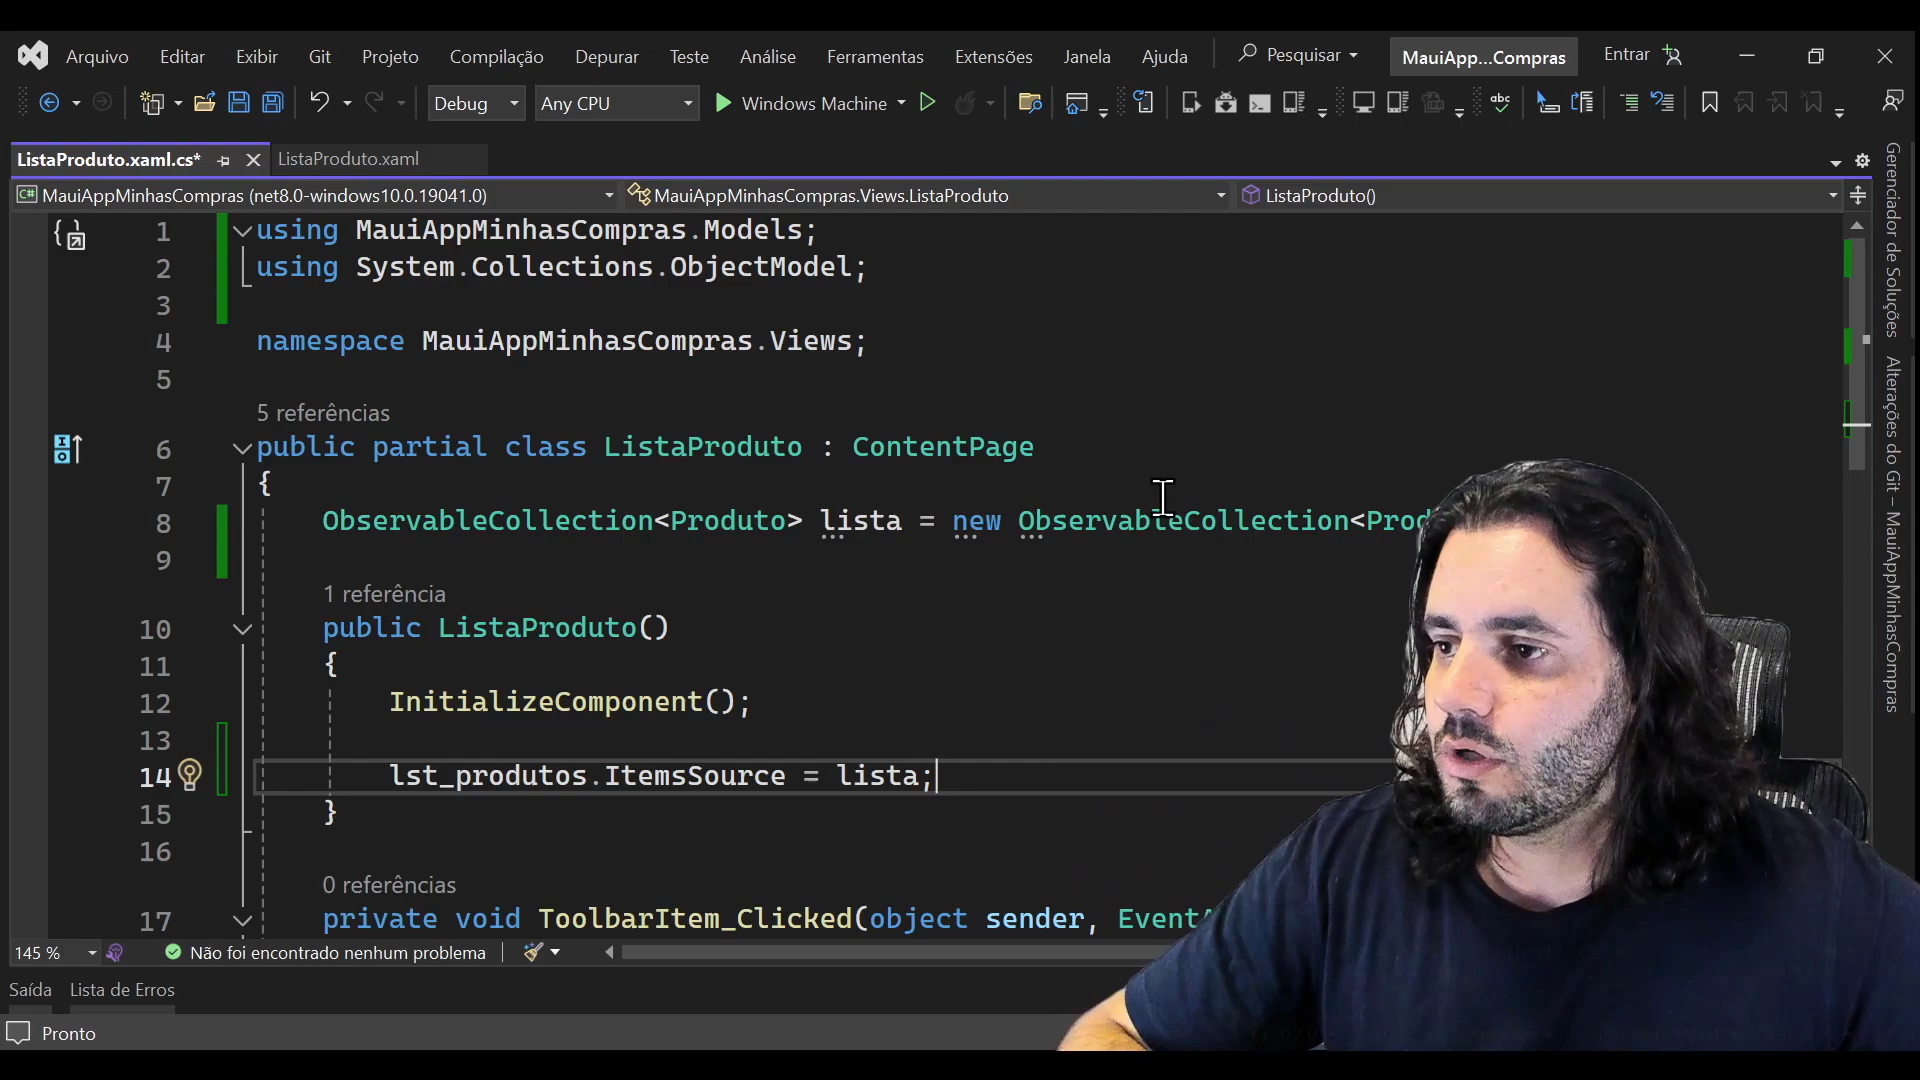 Arquivo Editar Exibir Git Projeto Compilação Depurar Teste Análise Ferramentas Extensões Janela Ajuda Pesquisar MauiApp...Compras Entrar
Debug Any CPU Windows Machine
ListaProduto.xaml.cs* ListaProduto.xaml
MauiAppMinhasCompras (net8.0-windows10.0.19041.0) MauiAppMinhasCompras.Views.ListaProduto ListaProduto()
1 using MauiAppMinhasCompras.Models;
2 using System.Collections.ObjectModel;
3
4 namespace MauiAppMinhasCompras.Views;
5
5 referências
6 public partial class ListaProduto : ContentPage
7 {
8 ObservableCollection<Produto> lista = new ObservableCollection<Prod
9
1 referência
10 public ListaProduto()
11 {
12 InitializeComponent();
13
14 lst_produtos.ItemsSource = lista;
15 }
16
0 referências
17 private void ToolbarItem_Clicked(object sender, EventA
145 % Não foi encontrado nenhum problema
Saída Lista de Erros
Pronto
Gerenciador de Soluções
Alterações do Git – MauiAppMinhasCompras